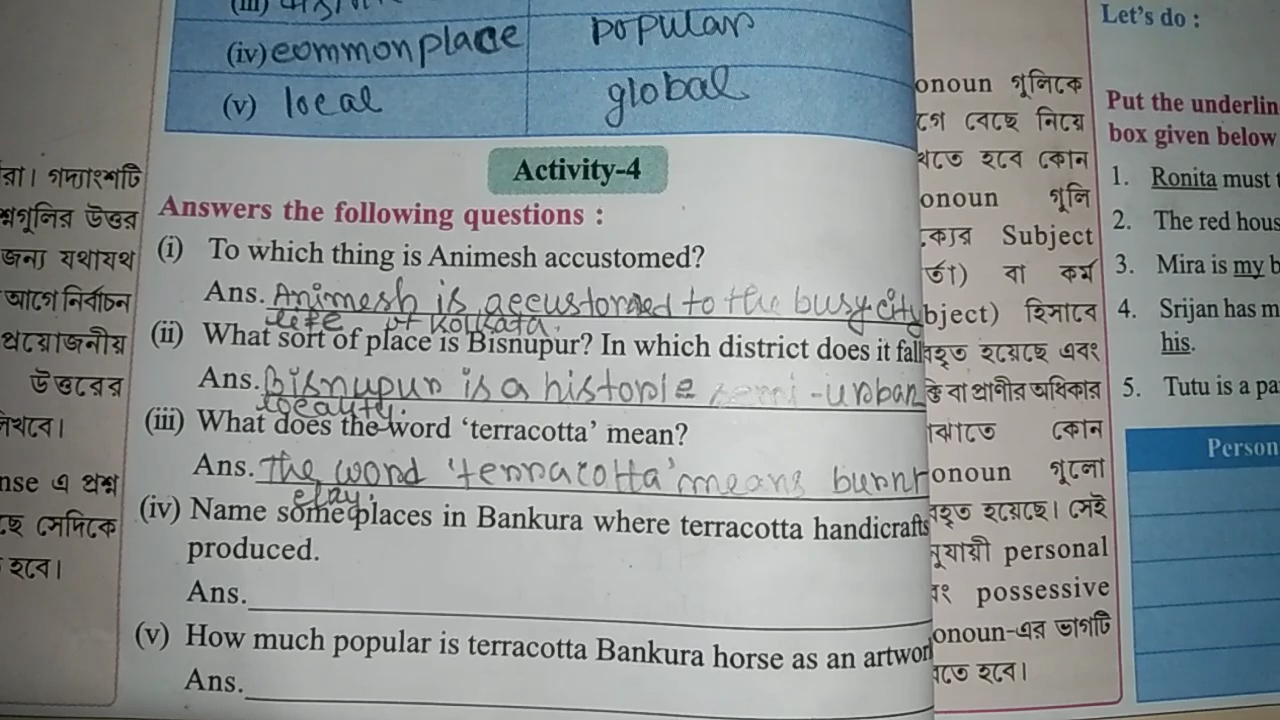 (iv) commonplace popular
(v) local global
Activity-4
Answers the following questions :
(i) To which thing is Animesh accustomed?
Ans. Animesh is accustomed to the busy city
life of Kolkata.
(ii) What sort of place is Bisnupur? In which district does it fall
Ans. Bisnupur is a historic semi-urban
locality.
(iii) What does the word 'terracotta' mean?
Ans. The word 'terracotta' means burnt
clay.
(iv) Name some places in Bankura where terracotta handicrafts
produced.
Ans.
(v) How much popular is terracotta Bankura horse as an artwor
Ans.
রা। গদ্যাংশটি
শ্নগুলির উত্তর
জন্য যথাযথ
আগে নির্বাচন
প্রয়োজনীয়
উত্তরের
লিখবে।
nse এ প্রশ্ন
ছে সেদিকে
হবে।
onoun গুলিকে
গে বেছে নিয়ে
খতে হবে কোন
onoun গুলি
ক্যের Subject
র্তা) বা কর্ম
bject) হিসাবে
বহৃত হয়েছে এবং
ক্তি বা প্রাণীর অধিকার
ঝাতে কোন
onoun গুলো
বহৃত হয়েছে। সেই
নুযায়ী personal
বং possessive
onoun-এর ভাগটি
খতে হবে।
Let's do :
Put the underlin
box given below
1. Ronita must t
2. The red hous
3. Mira is my b
4. Srijan has m
his.
5. Tutu is a pa
Person